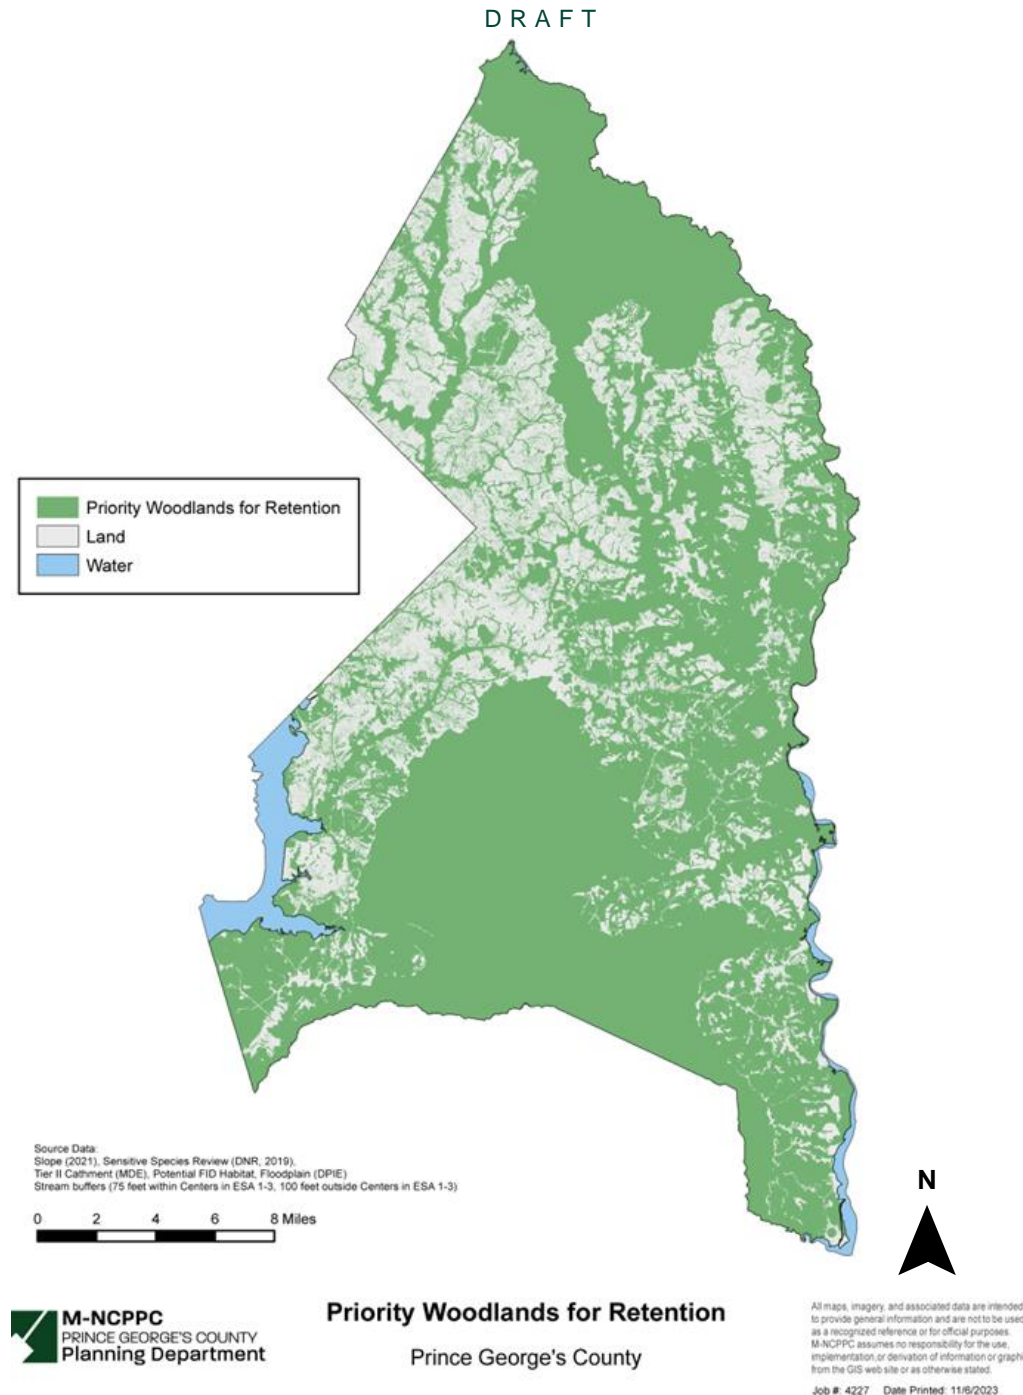 DRAFT
Priority Woodlands for Retention
Land
Water
Source Data:
Slope (2021), Sensitive Species Review (DNR, 2019),
Tier II Cathment (MDE), Potential FID Habitat, Floodplain (DPIE)
Stream buffers (75 feet within Centers in ESA 1-3, 100 feet outside Centers in ESA 1-3)
0 2 4 6 8 Miles
N
M-NCPPC
PRINCE GEORGE'S COUNTY
Planning Department
Priority Woodlands for Retention
Prince George's County
All maps, imagery, and associated data are intended
to provide general information and are not to be used
as a recognized reference or for official purposes.
M-NCPPC assumes no responsibility for the use,
implementation,or derivation of information or graphi
from the GIS web site or as otherwise stated.
Job #: 4227 Date Printed: 11/6/2023